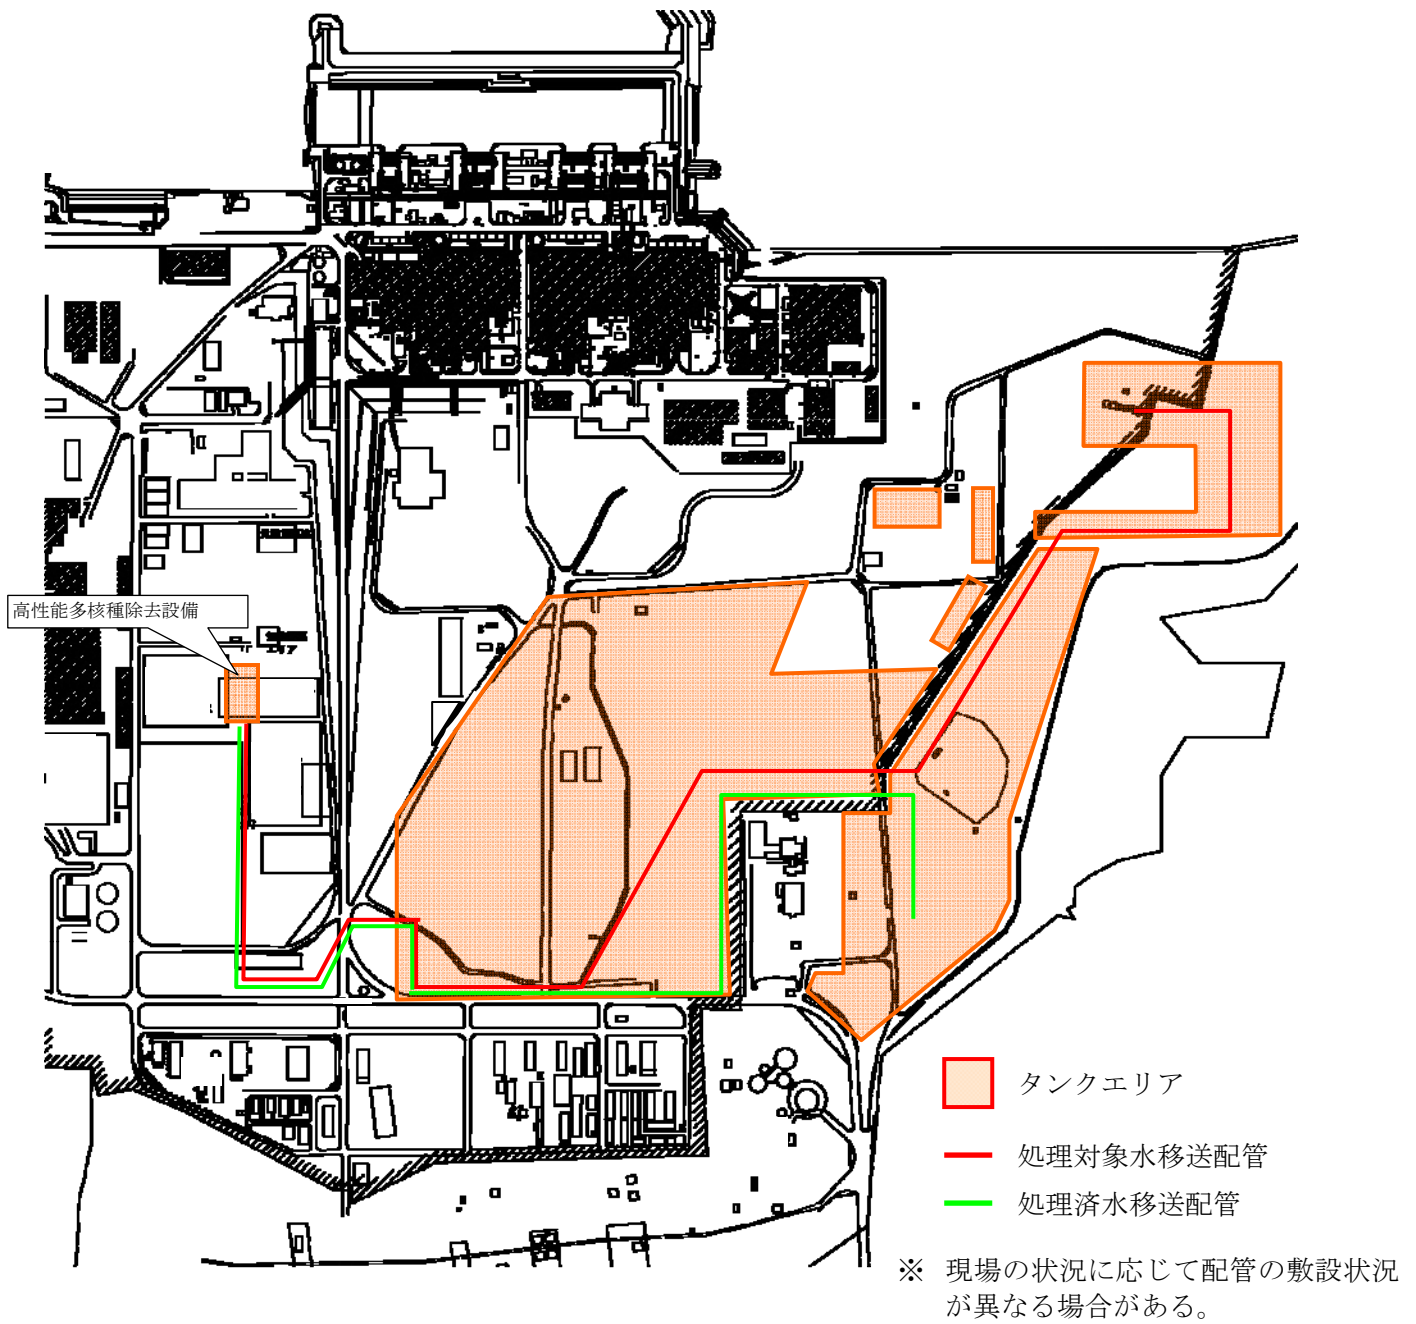 高性能多核種除去設備
エリア
タンクエリア
処理対象水移送配管
処理済水移送配管
※ 現場の状況に応じて配管の敷設状況
が異なる場合がある。